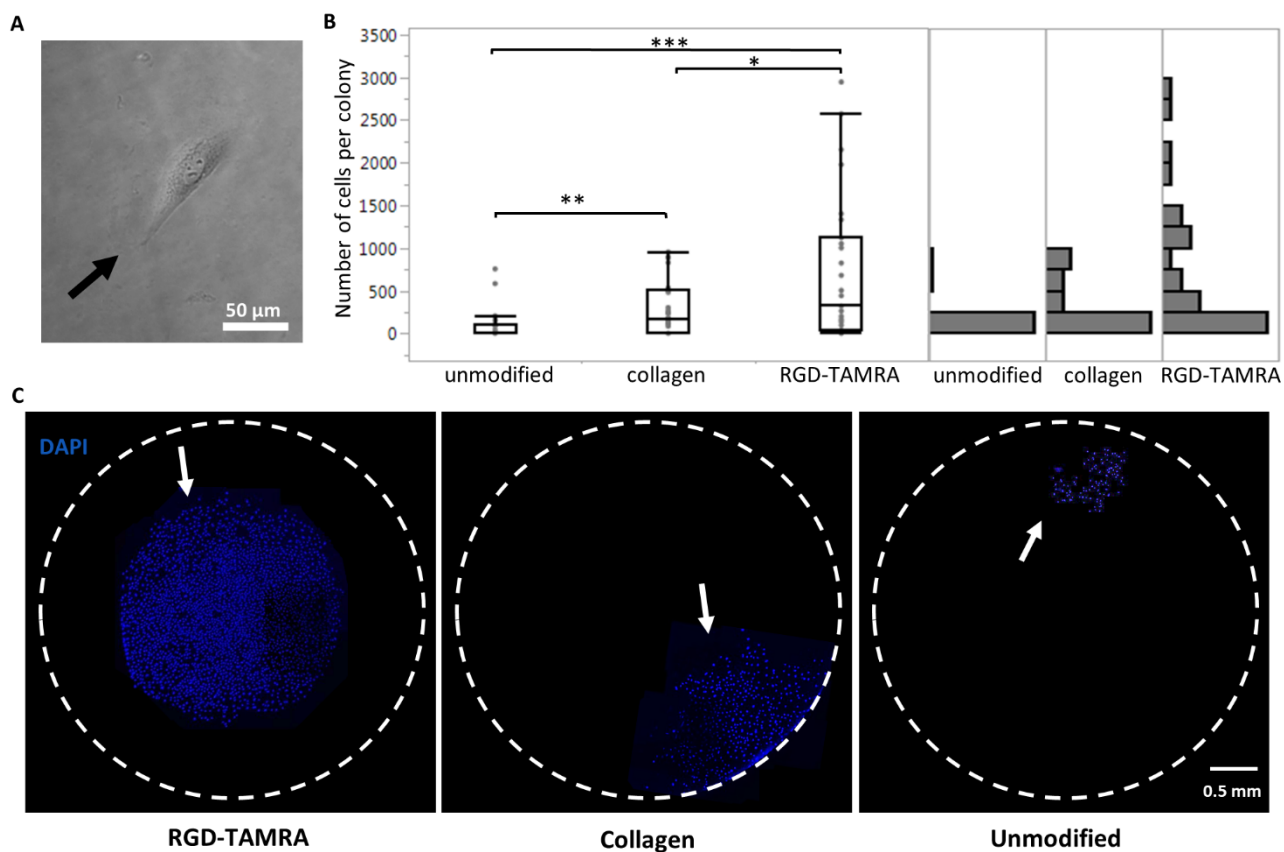 A
50 μm
B
Number of cells per colony
3500
3000
2500
2000
1500
1000
500
0
***
*
**
unmodified collagen RGD-TAMRA unmodified collagen RGD-TAMRA
C
DAPI
0.5 mm
RGD-TAMRA Collagen Unmodified